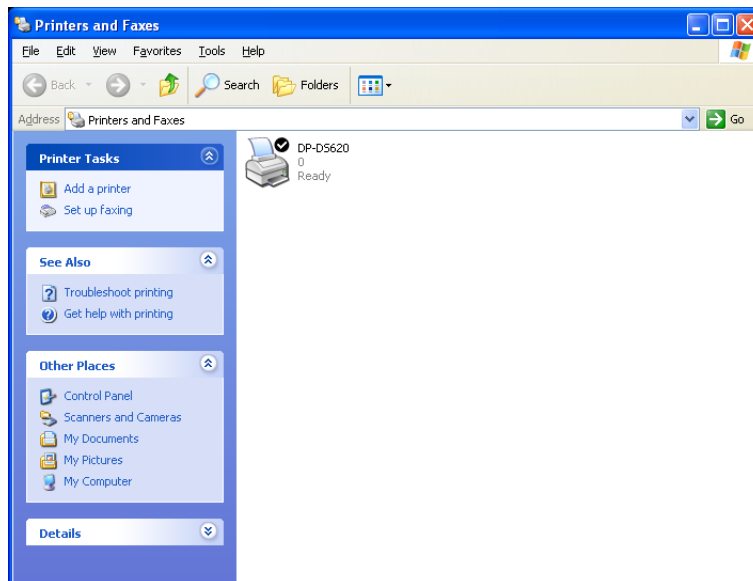 Printers and Faxes
File Edit View Favorites Tools Help
Back Search Folders
Address Printers and Faxes Go
Printer Tasks
Add a printer
Set up faxing
See Also
Troubleshoot printing
Get help with printing
Other Places
Control Panel
Scanners and Cameras
My Documents
My Pictures
My Computer
Details
DP-D5620
0
Ready